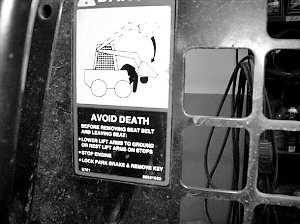 AVOID DEATH
BEFORE REMOVING SEAT BELT
AND LEAVING SEAT:
•LOWER LIFT ARMS TO GROUND
OR REST LIFT ARMS ON STOPS
•STOP ENGINE
•LOCK PARK BRAKE & REMOVE KEY